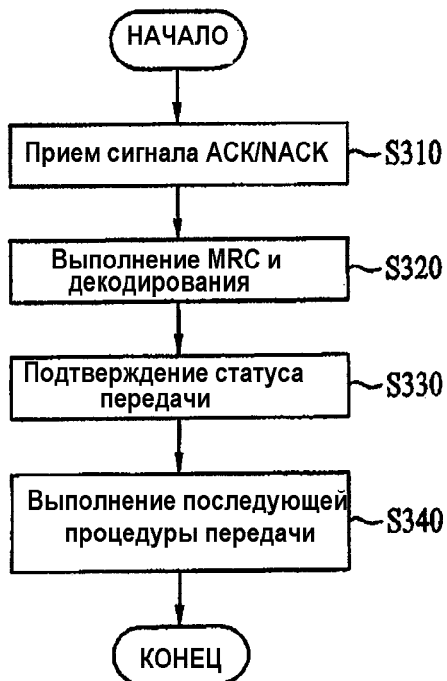 НАЧАЛО
Прием сигнала ACK/NACK
S310
Выполнение MRC и
декодирования
S320
Подтверждение статуса
передачи
S330
Выполнение последующей
процедуры передачи
S340
КОНЕЦ